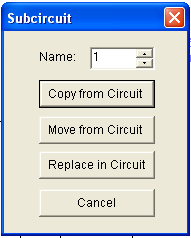 Subcircuit
Name: 1
Copy from Circuit
Move from Circuit
Replace in Circuit
Cancel